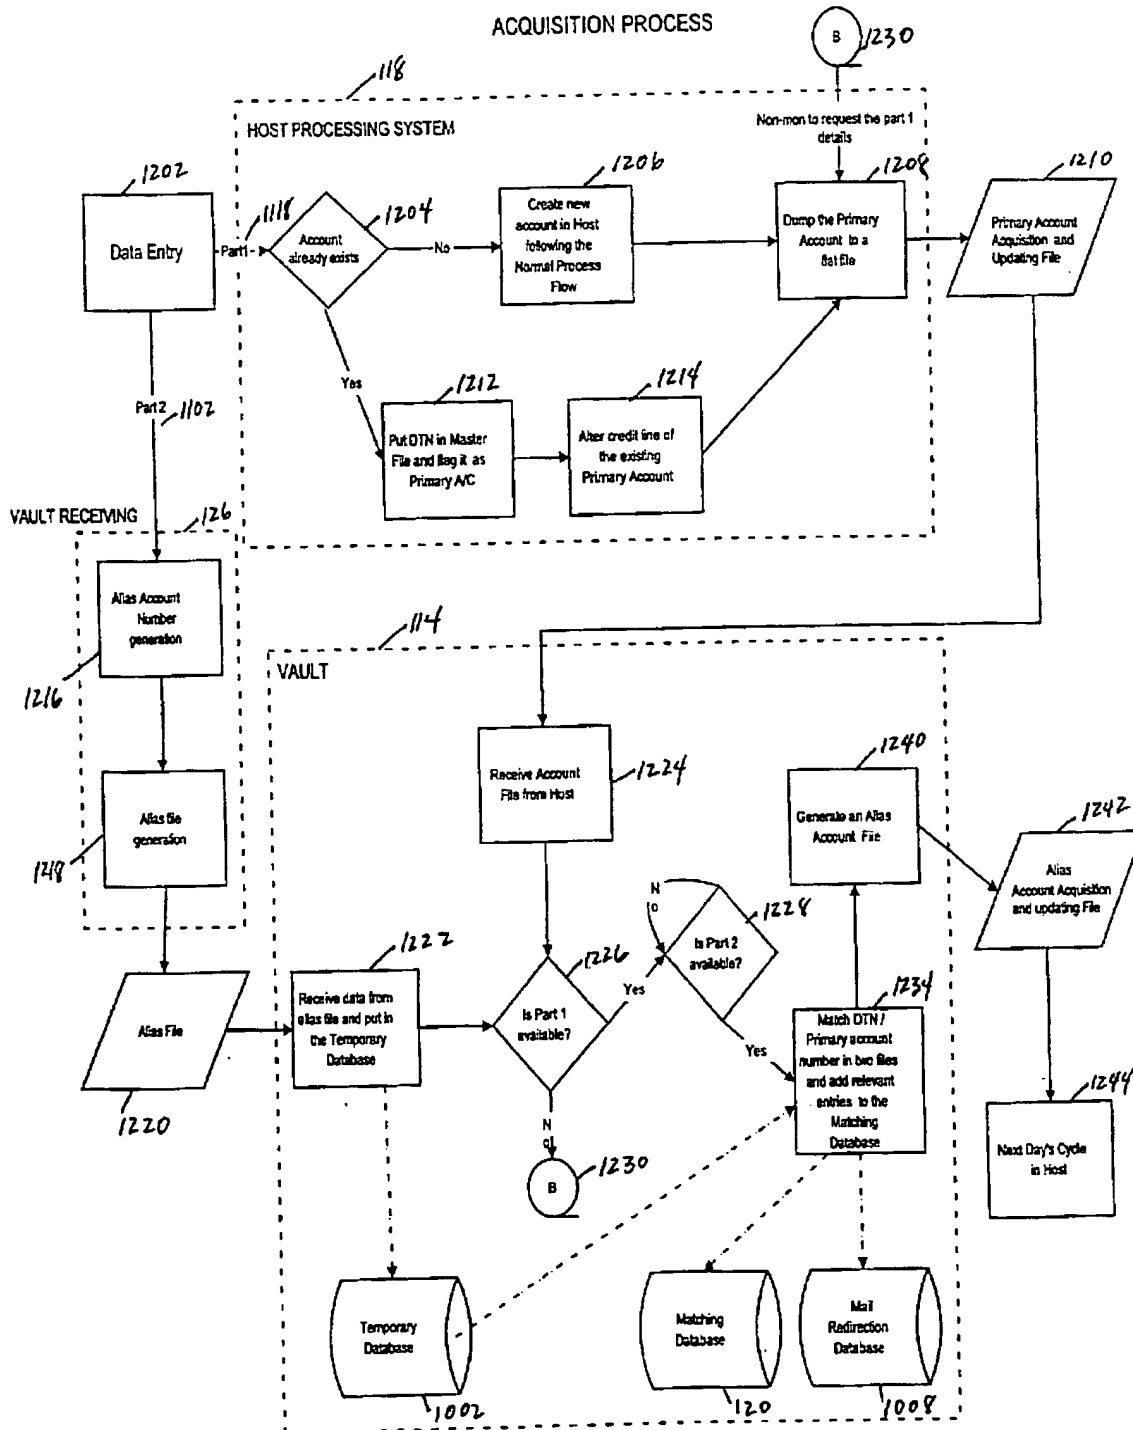 ACQUISITION PROCESS
B
1230
118
HOST PROCESSING SYSTEM
Non-mon to request the part 1
details
1202
Data Entry
Part1
1118
1204
Account
already exists
No
1206
Create new
account in Host
following the
Normal Process
Flow
1208
Dump the Primary
Account to a
flat file
1210
Primary Account
Acquisition and
Updating File
Yes
1212
Put DTN in Master
File and flag it as
Primary A/C
1214
Alter credit line of
the existing
Primary Account
Part2
1102
VAULT RECEIVING
126
Alias Account
Number
generation
1216
Alias file
generation
1218
Alias File
1220
114
VAULT
Receive Account
File from Host
1224
1222
Receive data from
alias file and put in
the Temporary
Database
1226
Is Part 1
available?
Yes
N
o
B
1230
N
o
1228
Is Part 2
available?
Yes
1234
Match DTN /
Primary account
number in two files
and add relevant
entries to the
Matching
Database
1240
Generate an Alias
Account File
1242
Alias
Account Acquisition
and updating File
1244
Next Day's Cycle
in Host
Temporary
Database
1002
Matching
Database
120
Mail
Redirection
Database
1008